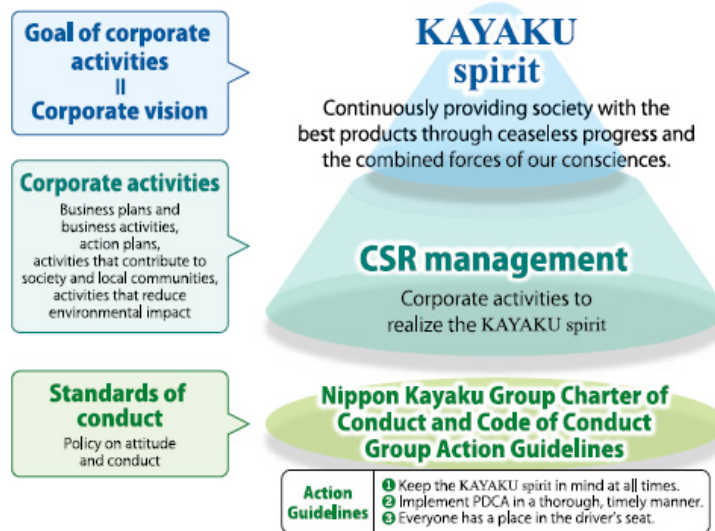 Goal of corporate
activities
=
Corporate vision
KAYAKU
spirit
Continuously providing society with the
best products through ceaseless progress and
the combined forces of our consciences.
Corporate activities
Business plans and
business activities,
action plans,
activities that contribute to
society and local communities,
activities that reduce
environmental impact
CSR management
Corporate activities to
realize the KAYAKU spirit
Standards of
conduct
Policy on attitude
and conduct
Nippon Kayaku Group Charter of
Conduct and Code of Conduct
Group Action Guidelines
Action
Guidelines
❶ Keep the KAYAKU spirit in mind at all times.
❷ Implement PDCA in a thorough, timely manner.
❸ Everyone has a place in the driver's seat.